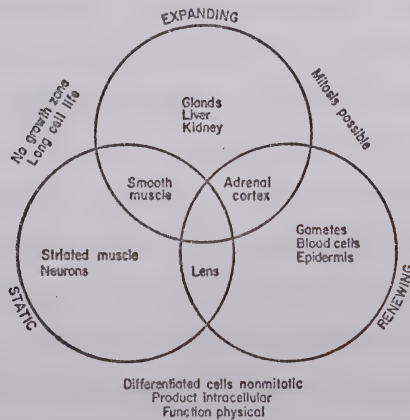 EXPANDING
No growth zone
Long cell life
Mitosis possible
Glands
Liver
Kidney
Smooth
muscle
Adrenal
cortex
Striated muscle
Neurons
Lens
Gametes
Blood cells
Epidermis
STATIC
RENEWING
Differentiated cells nonmitotic
Product intracellular
Function physical